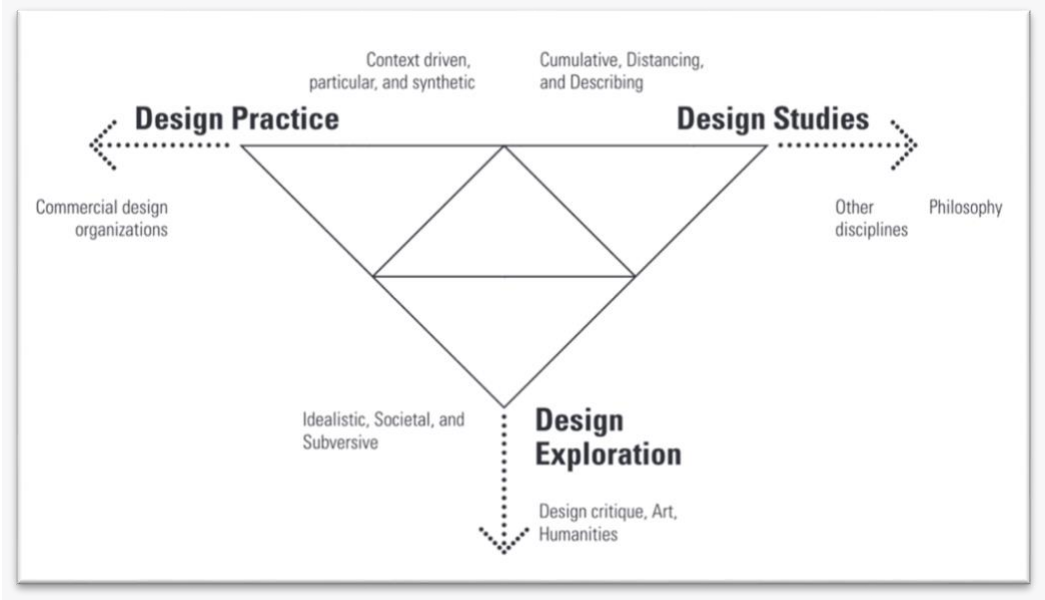 Context driven,
particular, and synthetic
Cumulative, Distancing,
and Describing
Design Practice
Design Studies
Commercial design
organizations
Other
disciplines
Philosophy
Idealistic, Societal, and
Subversive
Design
Exploration
Design critique, Art,
Humanities